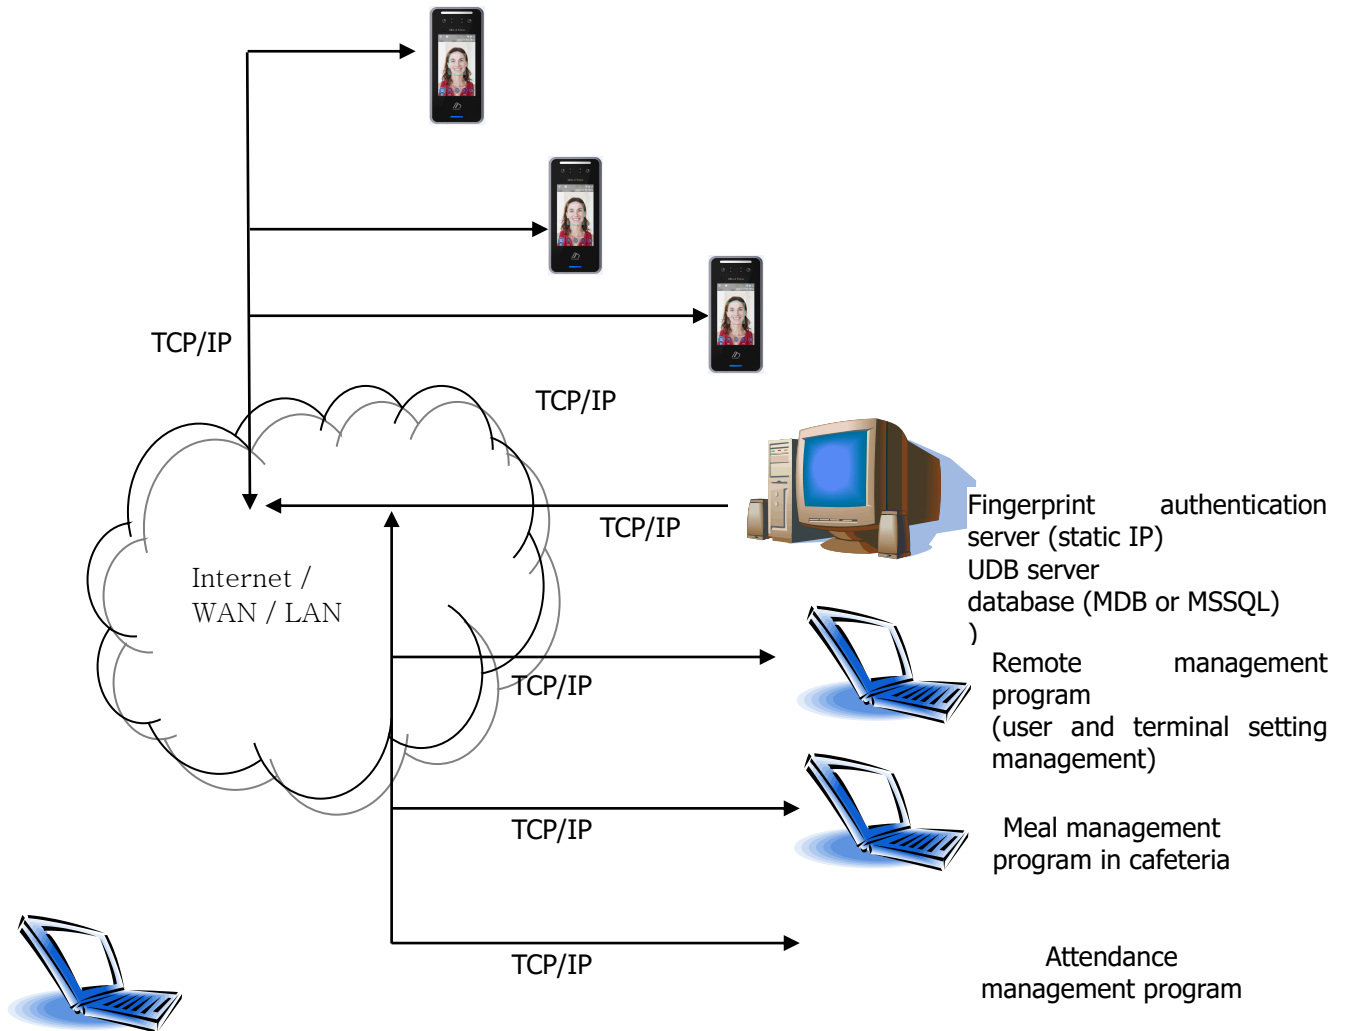 TCP/IP
TCP/IP
TCP/IP
Fingerprint authentication
server (static IP)
UDB server
database (MDB or MSSQL)
)
Internet /
WAN / LAN
TCP/IP
Remote management
program
(user and terminal setting
management)
TCP/IP
Meal management
program in cafeteria
TCP/IP
Attendance
management program